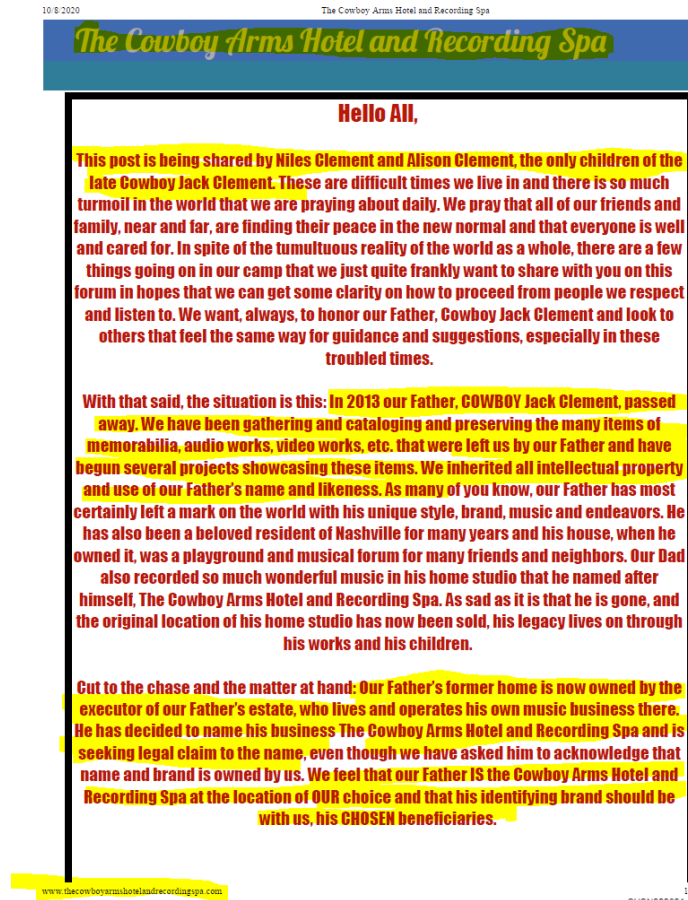 10/8/2020 The Cowboy Arms Hotel and Recording Spa
The Cowboy Arms Hotel and Recording Spa
Hello All,
This post is being shared by Niles Clement and Alison Clement, the only children of the
late Cowboy Jack Clement. These are difficult times we live in and there is so much
turmoil in the world that we are praying about daily. We pray that all of our friends and
family, near and far, are finding their peace in the new normal and that everyone is well
and cared for. In spite of the tumultuous reality of the world as a whole, there are a few
things going on in our camp that we just quite frankly want to share with you on this
forum in hopes that we can get some clarity on how to proceed from people we respect
and listen to. We want, always, to honor our Father, Cowboy Jack Clement and look to
others that feel the same way for guidance and suggestions, especially in these
troubled times.
With that said, the situation is this: In 2013 our Father, COWBOY Jack Clement, passed
away. We have been gathering and cataloging and preserving the many items of
memorabilia, audio works, video works, etc. that were left us by our Father and have
begun several projects showcasing these items. We inherited all intellectual property
and use of our Father's name and likeness. As many of you know, our Father has most
certainly left a mark on the world with his unique style, brand, music and endeavors. He
has also been a beloved resident of Nashville for many years and his house, when he
owned it, was a playground and musical forum for many friends and neighbors. Our Dad
also recorded so much wonderful music in his home studio that he named after
himself, The Cowboy Arms Hotel and Recording Spa. As sad as it is that he is gone, and
the original location of his home studio has now been sold, his legacy lives on through
his works and his children.
Cut to the chase and the matter at hand: Our Father's former home is now owned by the
executor of our Father's estate, who lives and operates his own music business there.
He has decided to name his business The Cowboy Arms Hotel and Recording Spa and is
seeking legal claim to the name, even though we have asked him to acknowledge that
name and brand is owned by us. We feel that our Father IS the Cowboy Arms Hotel and
Recording Spa at the location of OUR choice and that his identifying brand should be
with us, his CHOSEN beneficiaries.
www.thecowboyarmshotelandrecordingspa.com 1